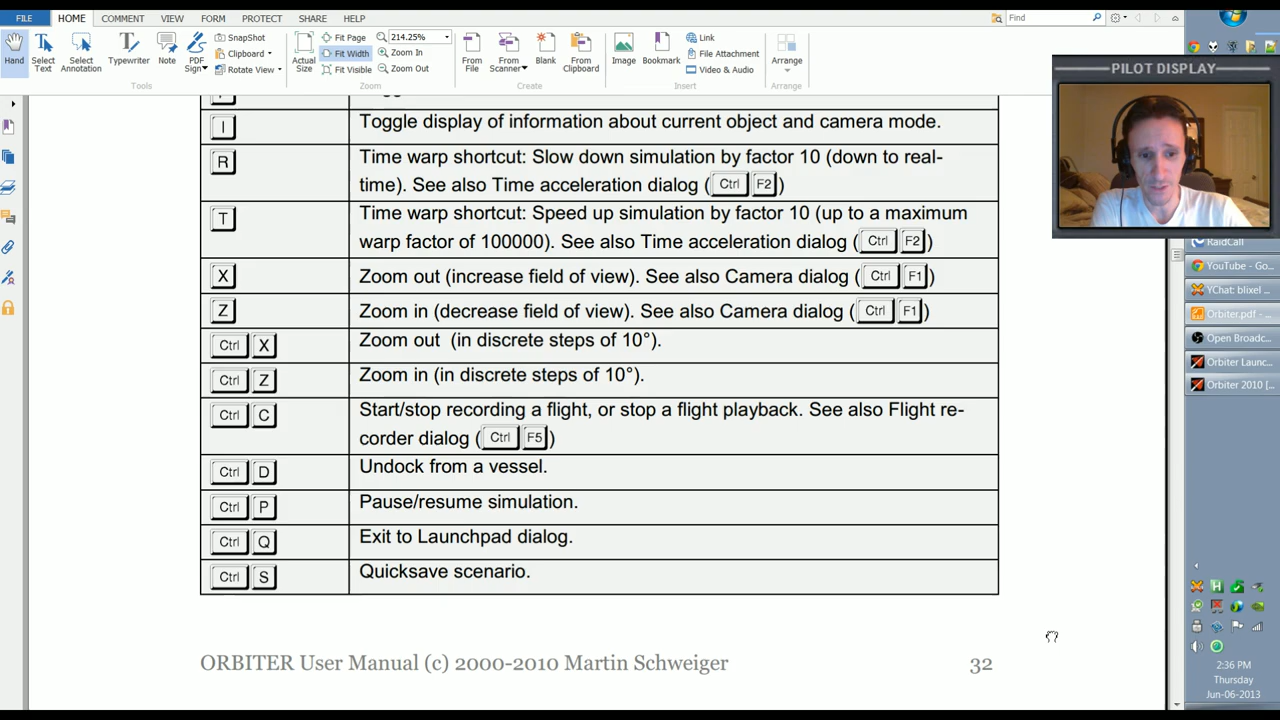 FILE HOME COMMENT VIEW FORM PROTECT SHARE HELP Find
SnapShot Fit Page 214.25% Link
Clipboard Fit Width Zoom In File Attachment
Hand Select Text Select Annotation Typewriter Note PDF Sign Rotate View Actual Size Fit Visible Zoom Out From File From Scanner Blank From Clipboard Image Bookmark Video & Audio Arrange
Tools Zoom Create Insert Arrange
PILOT DISPLAY
I Toggle display of information about current object and camera mode.
R Time warp shortcut: Slow down simulation by factor 10 (down to real-
time). See also Time acceleration dialog (Ctrl F2)
T Time warp shortcut: Speed up simulation by factor 10 (up to a maximum
warp factor of 100000). See also Time acceleration dialog (Ctrl F2)
X Zoom out (increase field of view). See also Camera dialog (Ctrl F1)
Z Zoom in (decrease field of view). See also Camera dialog (Ctrl F1)
Ctrl X Zoom out (in discrete steps of 10°).
Ctrl Z Zoom in (in discrete steps of 10°).
Ctrl C Start/stop recording a flight, or stop a flight playback. See also Flight re-
corder dialog (Ctrl F5)
Ctrl D Undock from a vessel.
Ctrl P Pause/resume simulation.
Ctrl Q Exit to Launchpad dialog.
Ctrl S Quicksave scenario.
ORBITER User Manual (c) 2000-2010 Martin Schweiger 32
RaidCall
YouTube - Go...
YChat: blixel ...
Orbiter.pdf - ...
Open Broadc...
Orbiter Launc...
Orbiter 2010 [...
2:36 PM
Thursday
Jun-06-2013